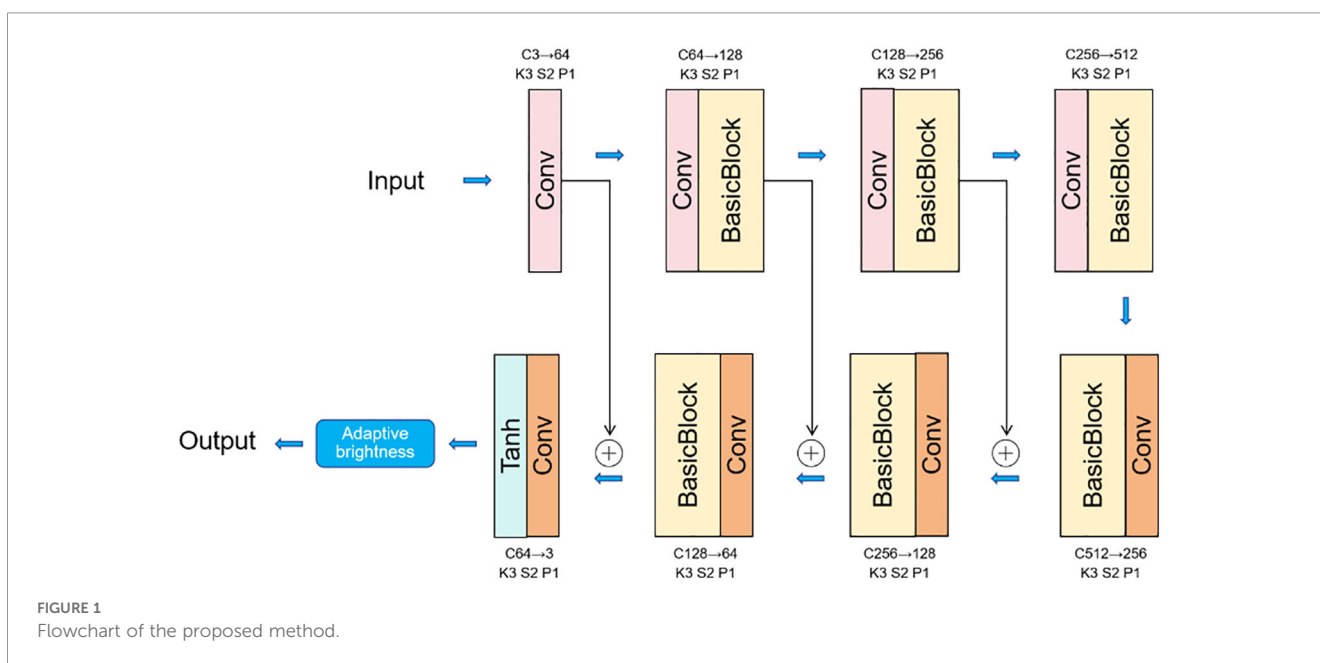 C3→64
K3 S2 P1
C64→128
K3 S2 P1
C128→256
K3 S2 P1
C256→512
K3 S2 P1
Input
Conv
Conv
BasicBlock
Conv
BasicBlock
Conv
BasicBlock
Output
Adaptive
brightness
Tanh
Conv
+
BasicBlock
Conv
+
BasicBlock
Conv
+
BasicBlock
Conv
C64→3
K3 S2 P1
C128→64
K3 S2 P1
C256→128
K3 S2 P1
C512→256
K3 S2 P1
FIGURE 1
Flowchart of the proposed method.